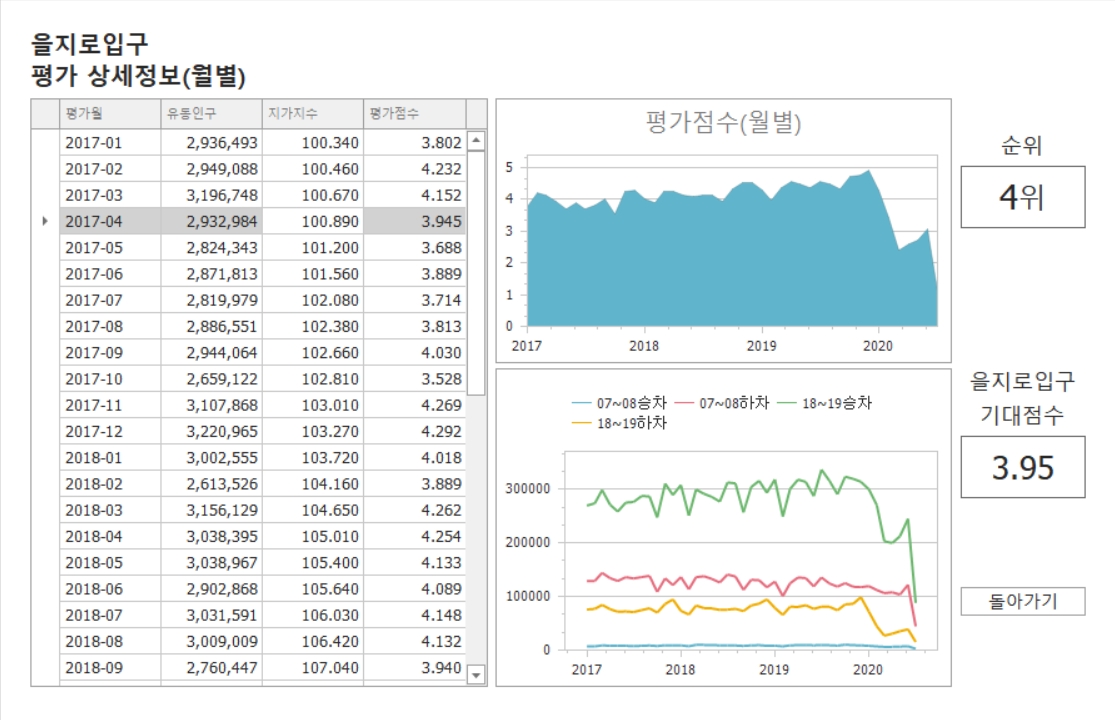 을지로입구
평가 상세정보(월별)
평가월 유동인구 지가지수 평가점수
2017-01 2,936,493 100.340 3.802
2017-02 2,949,088 100.460 4.232
2017-03 3,196,748 100.670 4.152
2017-04 2,932,984 100.890 3.945
2017-05 2,824,343 101.200 3.688
2017-06 2,871,813 101.560 3.889
2017-07 2,819,979 102.080 3.714
2017-08 2,886,551 102.380 3.813
2017-09 2,944,064 102.660 4.030
2017-10 2,659,122 102.810 3.528
2017-11 3,107,868 103.010 4.269
2017-12 3,220,965 103.270 4.292
2018-01 3,002,555 103.720 4.018
2018-02 2,613,526 104.160 3.889
2018-03 3,156,129 104.650 4.262
2018-04 3,038,395 105.010 4.254
2018-05 3,038,967 105.400 4.133
2018-06 2,902,868 105.640 4.089
2018-07 3,031,591 106.030 4.148
2018-08 3,009,009 106.420 4.132
2018-09 2,760,447 107.040 3.940
평가점수(월별)
5
4
3
2
1
0
2017 2018 2019 2020
07~08승차 07~08하차 18~19승차
18~19하차
300000
200000
100000
0
2017 2018 2019 2020
순위
4위
을지로입구
기대점수
3.95
돌아가기